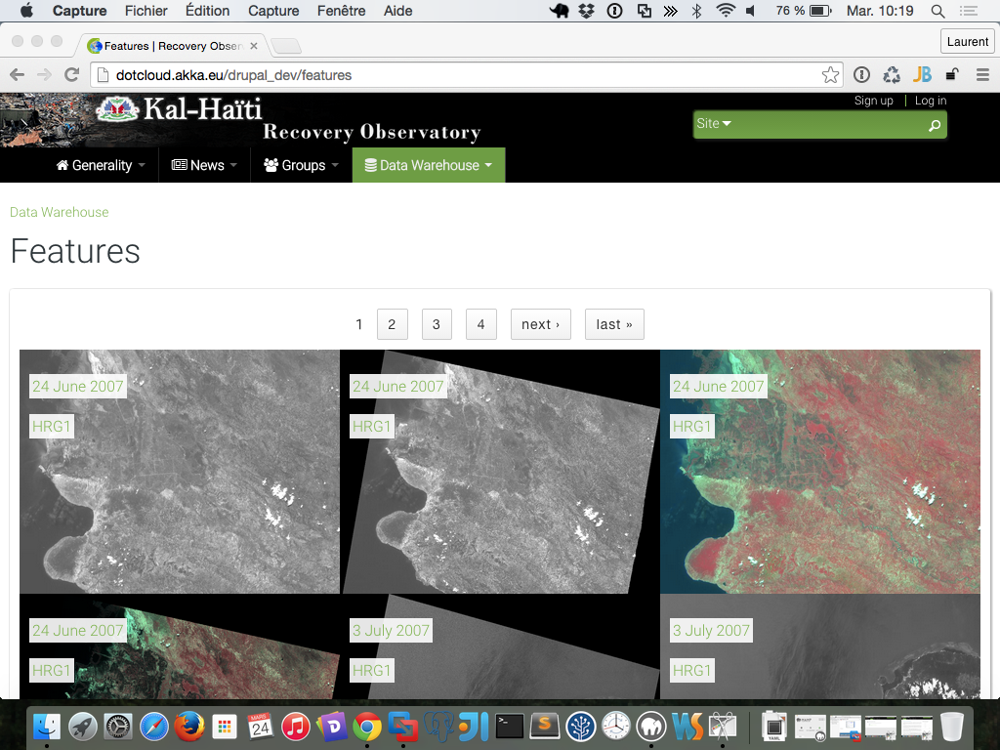 Capture Fichier Édition Capture Fenêtre Aide 76 % Mar. 10:19
Features | Recovery Obser
Laurent
dotcloud.akka.eu/drupal_dev/features
Sign up | Log in
Kal-Haïti
Site
Recovery Observatory
Generality News Groups Data Warehouse
Data Warehouse
Features
1 2 3 4 next › last »
24 June 2007 24 June 2007 24 June 2007
HRG1 HRG1 HRG1
24 June 2007 3 July 2007 3 July 2007
HRG1 HRG1 HRG1
MARS
24
YAML